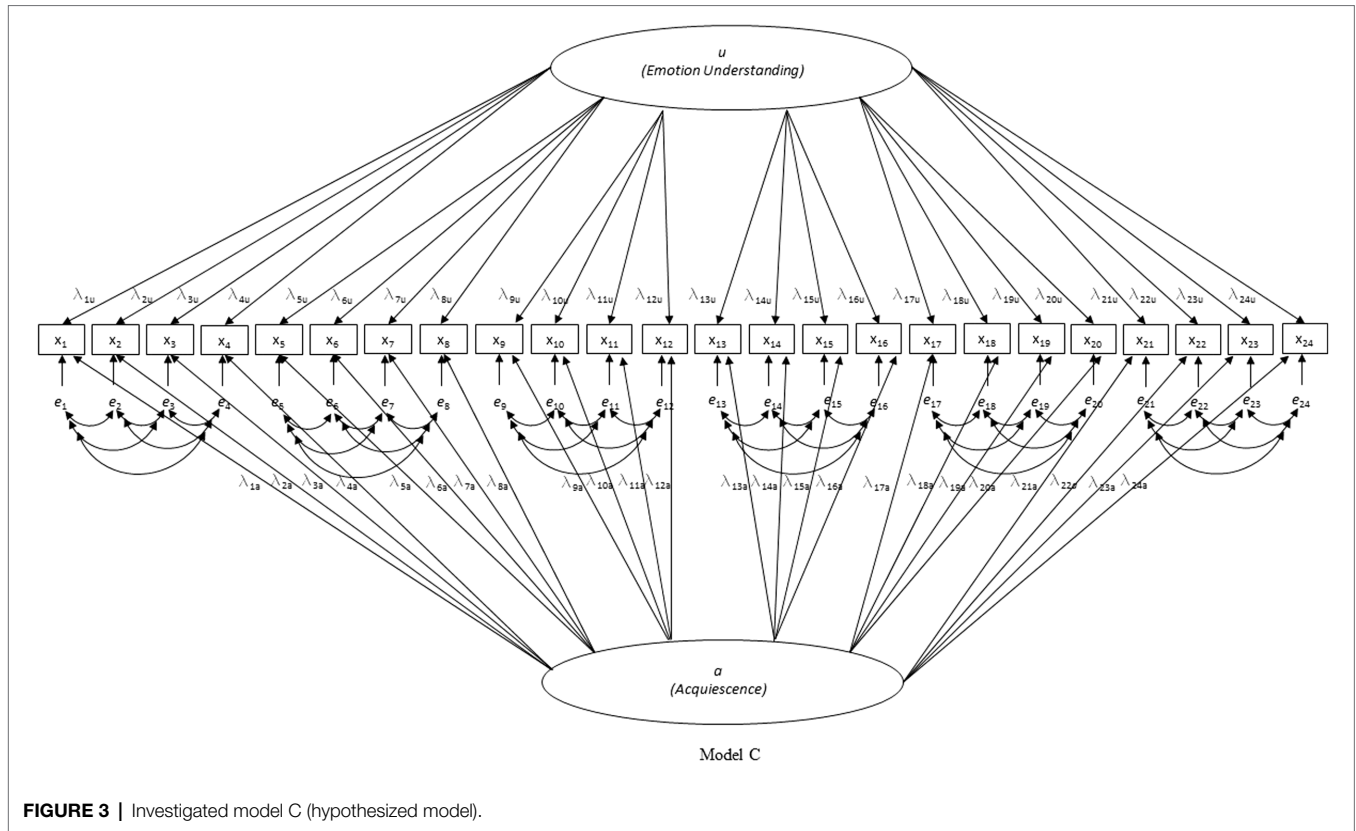 u
(Emotion Understanding)
λ1u λ2u λ3u λ4u λ5u λ6u λ7u λ8u λ9u λ10u λ11u λ12u λ13u λ14u λ15u λ16u λ17u λ18u λ19u λ20u λ21u λ22u λ23u λ24u
x1 x2 x3 x4 x5 x6 x7 x8 x9 x10 x11 x12 x13 x14 x15 x16 x17 x18 x19 x20 x21 x22 x23 x24
e1 e2 e3 e4 e5 e6 e7 e8 e9 e10 e11 e12 e13 e14 e15 e16 e17 e18 e19 e20 e21 e22 e23 e24
λ1a λ2a λ3a λ4a λ5a λ6a λ7a λ8a λ9a λ10a λ11a λ12a λ13a λ14a λ15a λ16a λ17a λ18a λ19a λ20a λ21a λ22a λ23a λ24a
a
(Acquiescence)
Model C
FIGURE 3 | Investigated model C (hypothesized model).